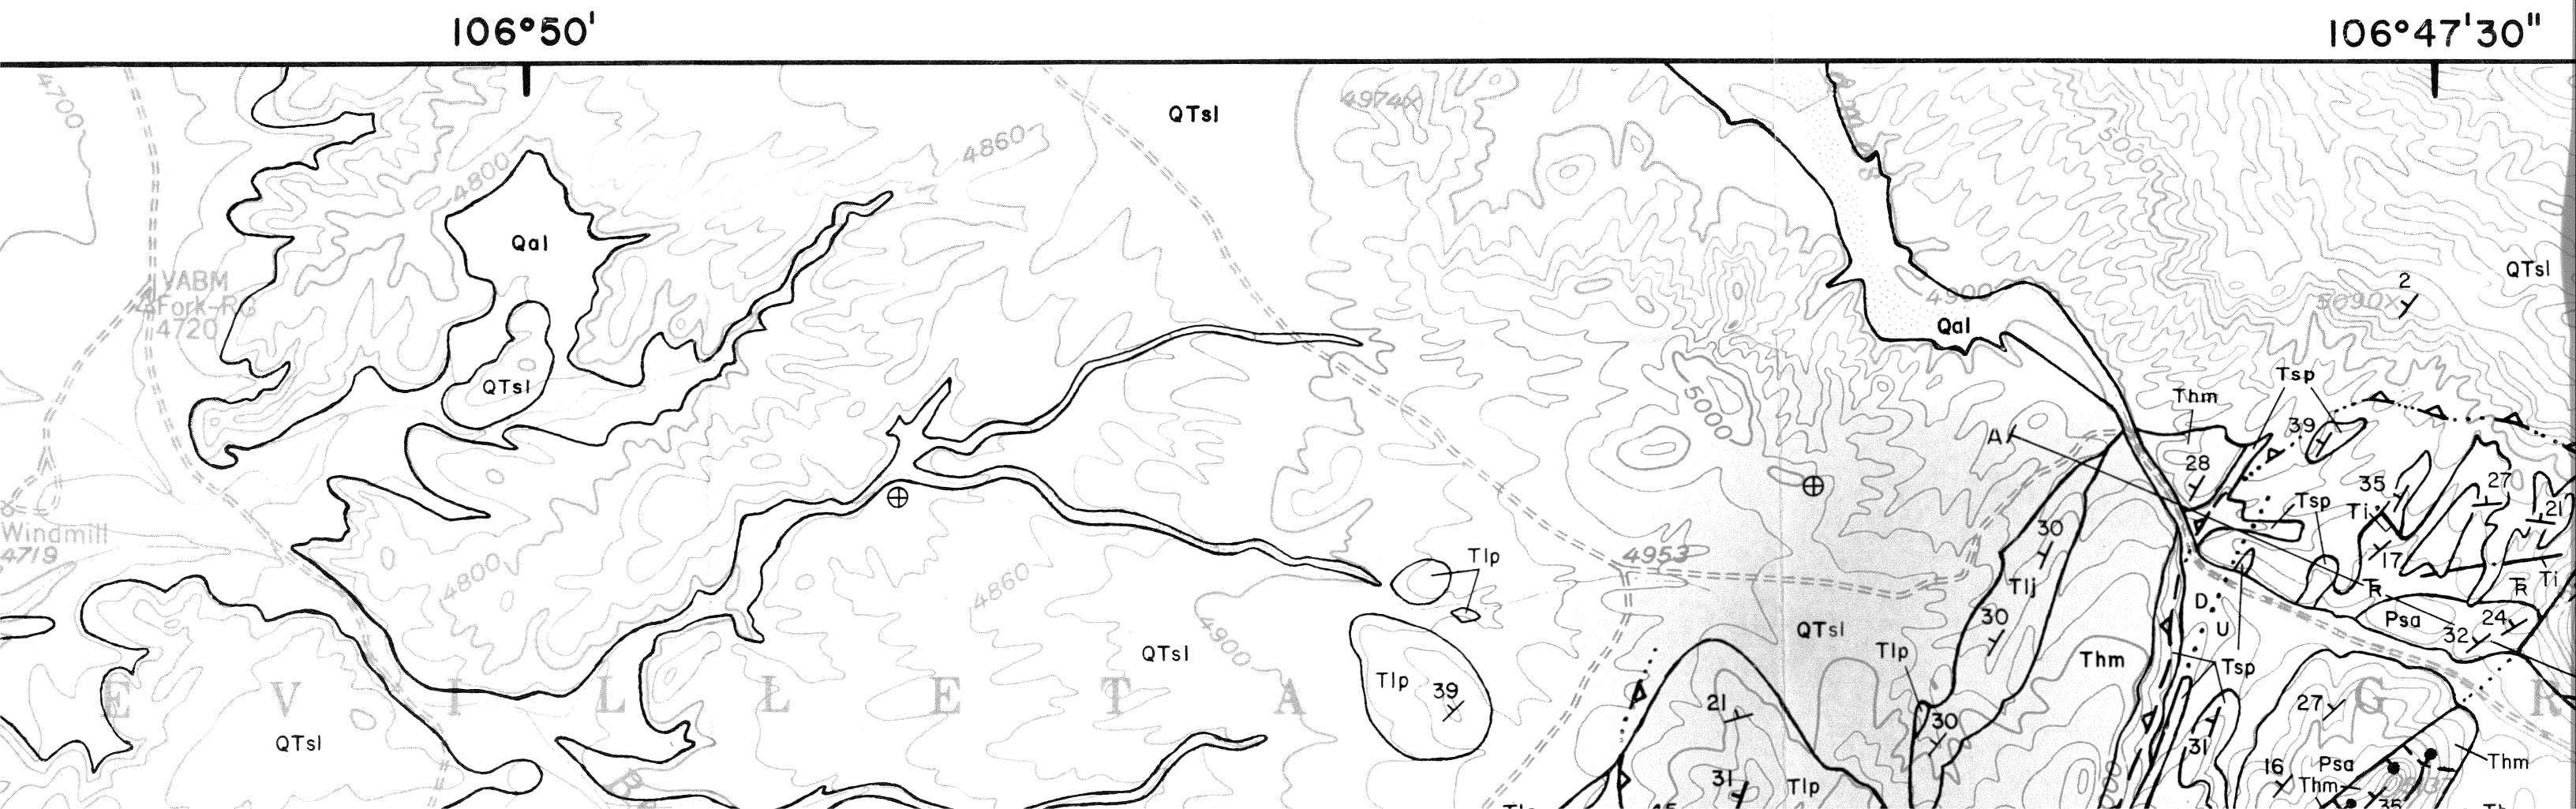 106°50'
106°47'30"
4700
4974X
QTsl
4860
5000
4800
Qal
VABM
Fork-RG
4720
QTsl
2
5090X
4900
Qal
QTsl
Tsp
Thm
39
5000
A
28
35
27
Tsp
Ti
21
Windmill
4719
30
17
4953
Tlp
4800
4860
Tlj
D
U
Ti
Psa
24
32
30
QTsl
4900
QTsl
Tlp
Thm
Tsp
Tlp
39
E V I L L E T A
G R
21
30
27
QTsl
31
16
Psa
Thm
Thm
31
Tlp
35